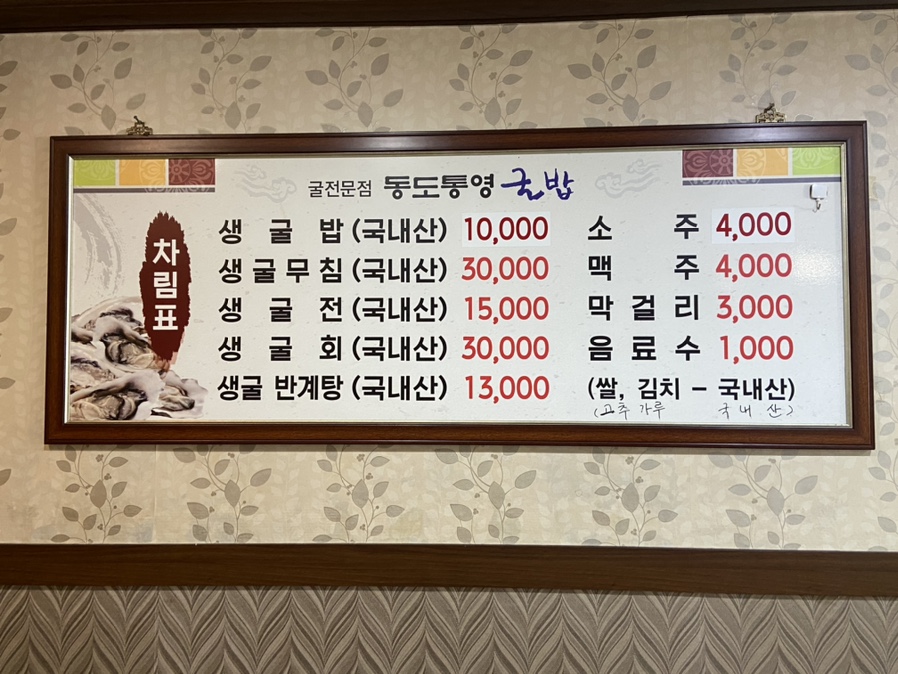 굴전문점 동도통영 굴밥
차림표
생굴밥 (국내산) 10,000
생굴무침 (국내산) 30,000
생굴전 (국내산) 15,000
생굴회 (국내산) 30,000
생굴 반계탕 (국내산) 13,000
소주 4,000
맥주 4,000
막걸리 3,000
음료수 1,000
(쌀, 김치 - 국내산)
(고추가루 국내산)